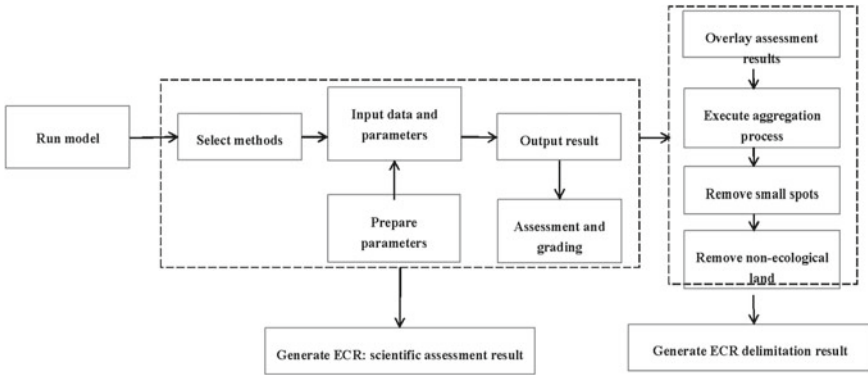 Run model
Select methods
Input data and
parameters
Prepare
parameters
Output result
Assessment and
grading
Generate ECR: scientific assessment result
Overlay assessment
results
Execute aggregation
process
Remove small spots
Remove non-ecological
land
Generate ECR delimitation result